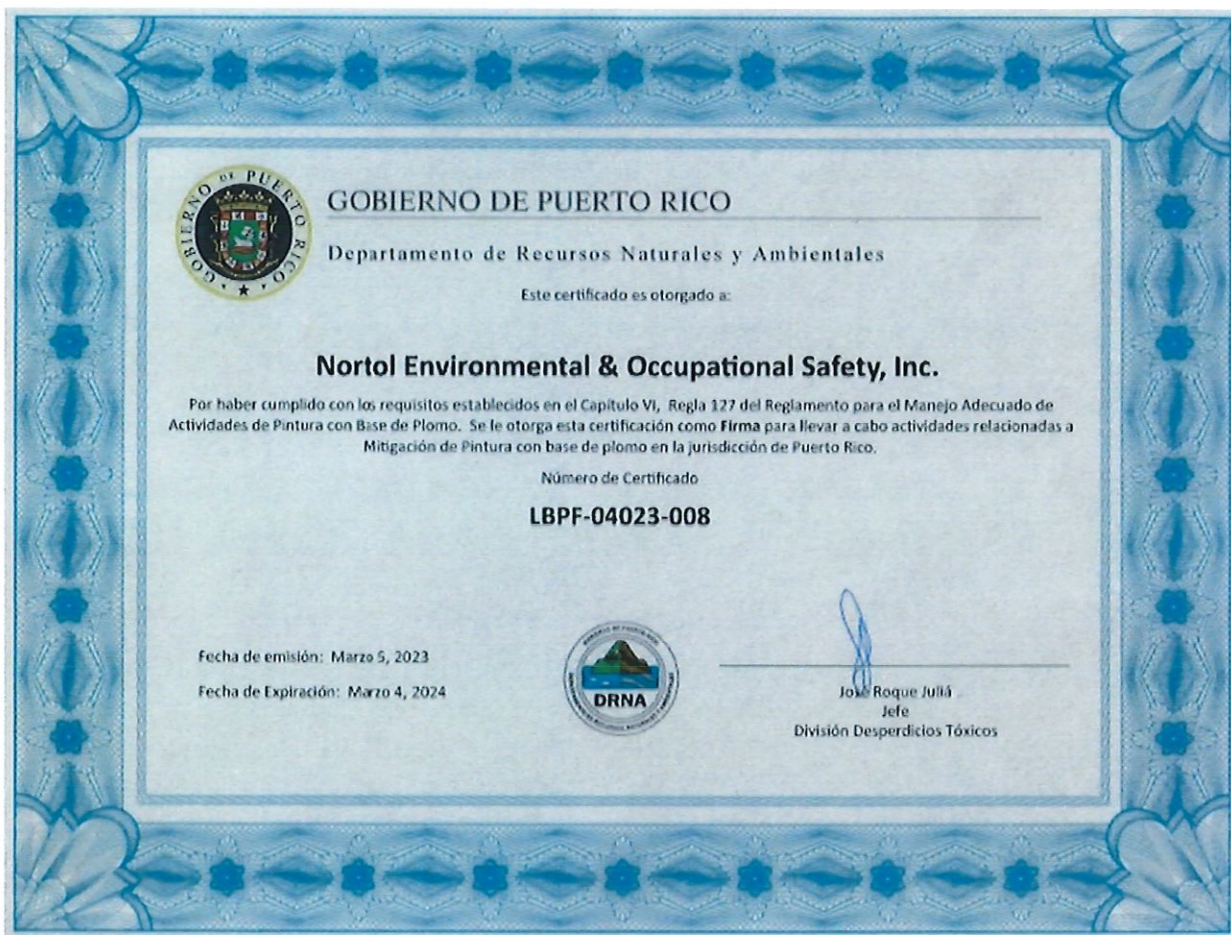 GOBIERNO DE PUERTO RICO
GOBIERNO DE PUERTO RICO
Departamento de Recursos Naturales y Ambientales
Este certificado es otorgado a:
Nortol Environmental & Occupational Safety, Inc.
Por haber cumplido con los requisitos establecidos en el Capítulo VI, Regla 127 del Reglamento para el Manejo Adecuado de
Actividades de Pintura con Base de Plomo. Se le otorga esta certificación como Firma para llevar a cabo actividades relacionadas a
Mitigación de Pintura con base de plomo en la jurisdicción de Puerto Rico.
Número de Certificado
LBPF-04023-008
Fecha de emisión: Marzo 5, 2023
Fecha de Expiración: Marzo 4, 2024
DRNA
José Roque Juliá
Jefe
División Desperdicios Tóxicos